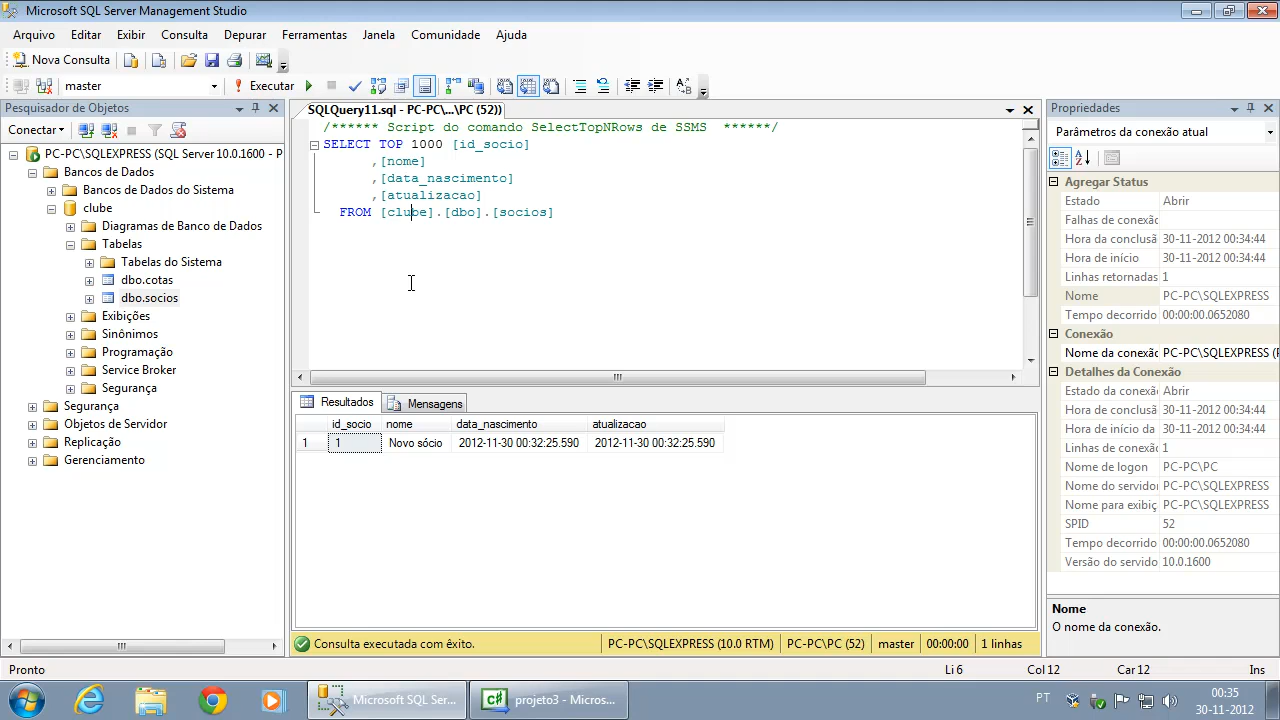 Microsoft SQL Server Management Studio
Arquivo Editar Exibir Consulta Depurar Ferramentas Janela Comunidade Ajuda
Nova Consulta
master Executar
Pesquisador de Objetos
Conectar
PC-PC\SQLEXPRESS (SQL Server 10.0.1600 - P
Bancos de Dados
Bancos de Dados do Sistema
clube
Diagramas de Banco de Dados
Tabelas
Tabelas do Sistema
dbo.cotas
dbo.socios
Exibições
Sinônimos
Programação
Service Broker
Segurança
Segurança
Objetos de Servidor
Replicação
Gerenciamento
SQLQuery11.sql - PC-PC\...\PC (52))
/****** Script do comando SelectTopNRows de SSMS ******/
SELECT TOP 1000 [id_socio]
,[nome]
,[data_nascimento]
,[atualizacao]
FROM [clube].[dbo].[socios]
Resultados Mensagens
id_socio nome data_nascimento atualizacao
1 1 Novo sócio 2012-11-30 00:32:25.590 2012-11-30 00:32:25.590
Consulta executada com êxito. PC-PC\SQLEXPRESS (10.0 RTM) PC-PC\PC (52) master 00:00:00 1 linhas
Propriedades
Parâmetros da conexão atual
Agregar Status
Estado Abrir
Falhas de conexão
Hora da conclusã 30-11-2012 00:34:44
Hora de início 30-11-2012 00:34:44
Linhas retornadas 1
Nome PC-PC\SQLEXPRESS
Tempo decorrido 00:00:00.0652080
Conexão
Nome da conexão PC-PC\SQLEXPRESS (
Detalhes da Conexão
Estado da conexã Abrir
Hora de conclusã 30-11-2012 00:34:44
Hora de início da 30-11-2012 00:34:44
Linhas de conexã 1
Nome de logon PC-PC\PC
Nome do servidor PC-PC\SQLEXPRESS
Nome para exibiç PC-PC\SQLEXPRESS
SPID 52
Tempo decorrido 00:00:00.0652080
Versão do servido 10.0.1600
Nome
O nome da conexão.
Pronto Li 6 Col 12 Car 12 Ins
Microsoft SQL Ser... projeto3 - Micros... PT 00:35
30-11-2012